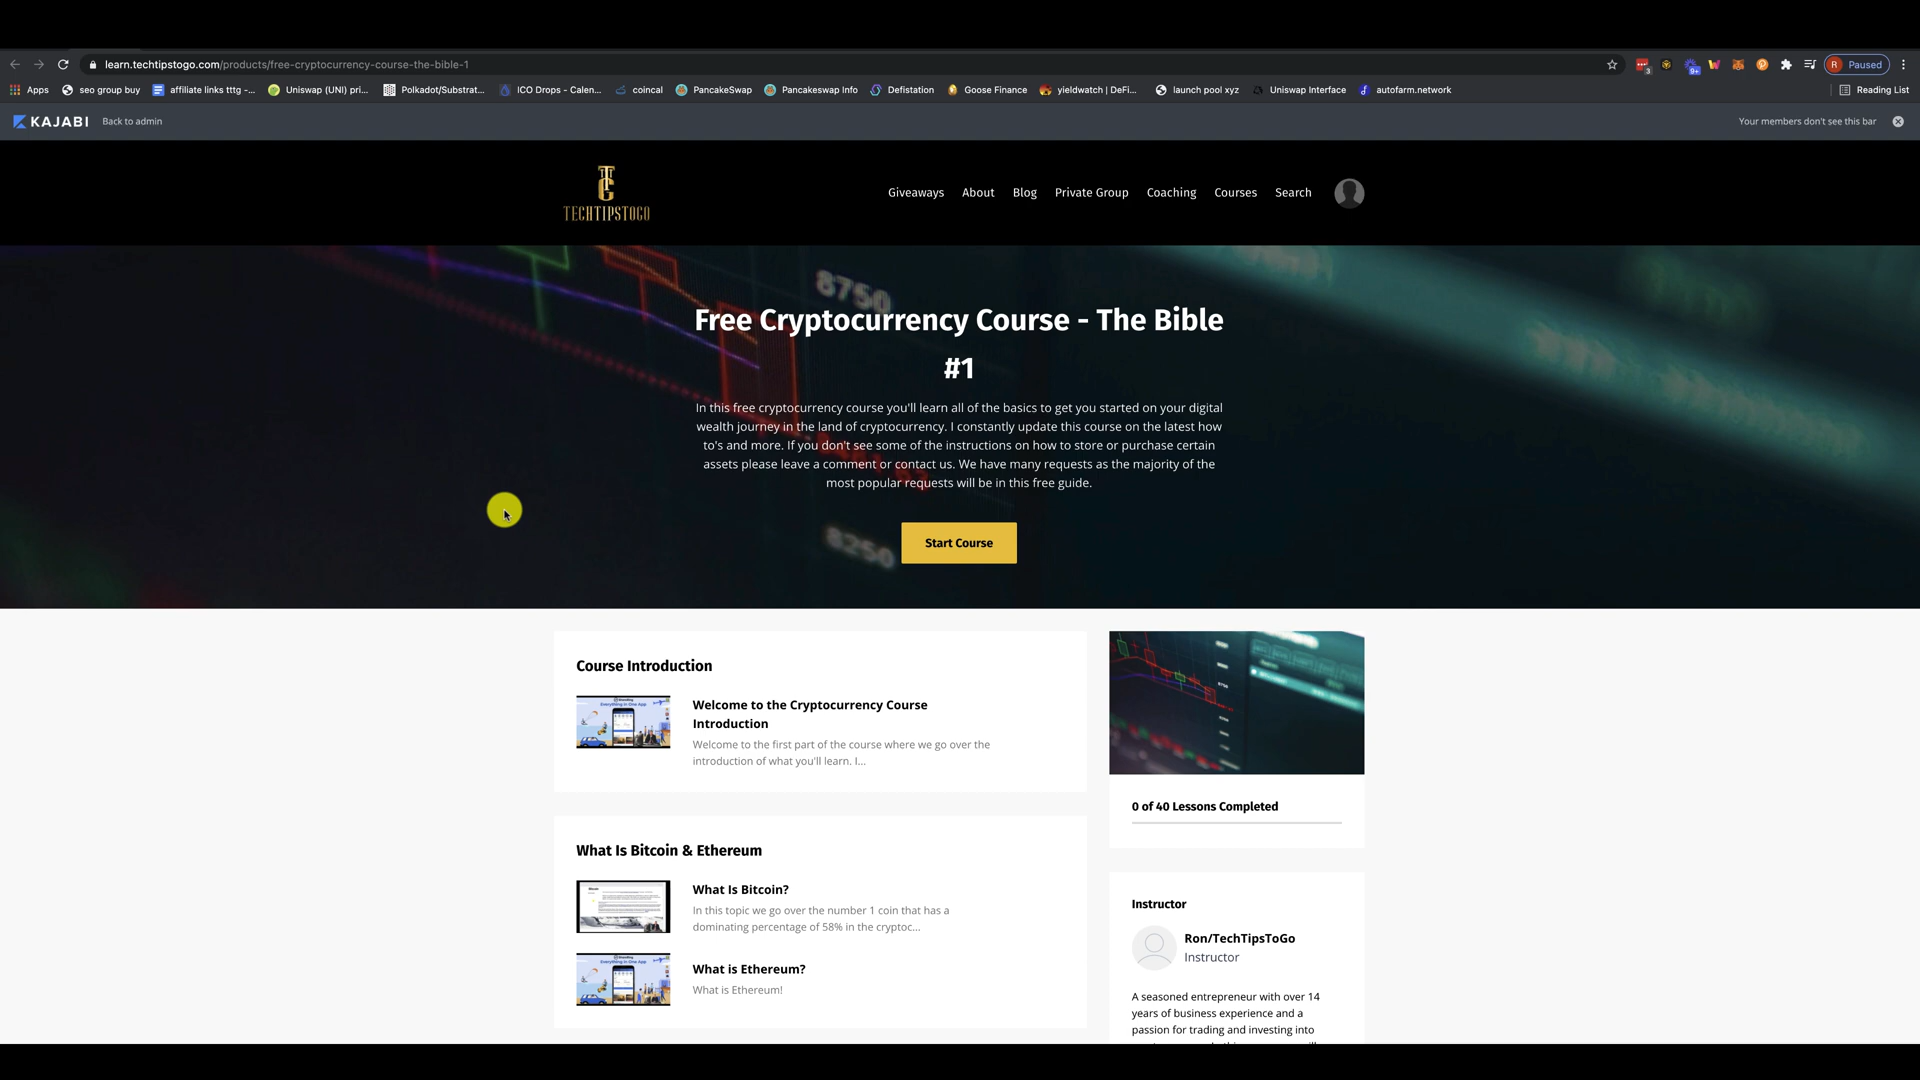 learn.techtipstogo.com/products/free-cryptocurrency-course-the-bible-1
3
9+
R Paused
Apps seo group buy affiliate links tttg -... Uniswap (UNI) pri... Polkadot/Substrat... ICO Drops - Calen... coincal PancakeSwap Pancakeswap Info Defistation Goose Finance yieldwatch | DeFi... launch pool xyz Uniswap Interface autofarm.network Reading List
KAJABI Back to admin Your members don't see this bar
TECHTIPSTOGO
Giveaways About Blog Private Group Coaching Courses Search
8750
Free Cryptocurrency Course - The Bible
#1
In this free cryptocurrency course you'll learn all of the basics to get you started on your digital
wealth journey in the land of cryptocurrency. I constantly update this course on the latest how
to's and more. If you don't see some of the instructions on how to store or purchase certain
assets please leave a comment or contact us. We have many requests as the majority of the
most popular requests will be in this free guide.
8250
Start Course
Course Introduction
Welcome to the Cryptocurrency Course
Introduction
Welcome to the first part of the course where we go over the
introduction of what you'll learn. I...
What Is Bitcoin & Ethereum
What Is Bitcoin?
In this topic we go over the number 1 coin that has a
dominating percentage of 58% in the cryptoc...
What is Ethereum?
What is Ethereum!
0 of 40 Lessons Completed
Instructor
Ron/TechTipsToGo
Instructor
A seasoned entrepreneur with over 14
years of business experience and a
passion for trading and investing into